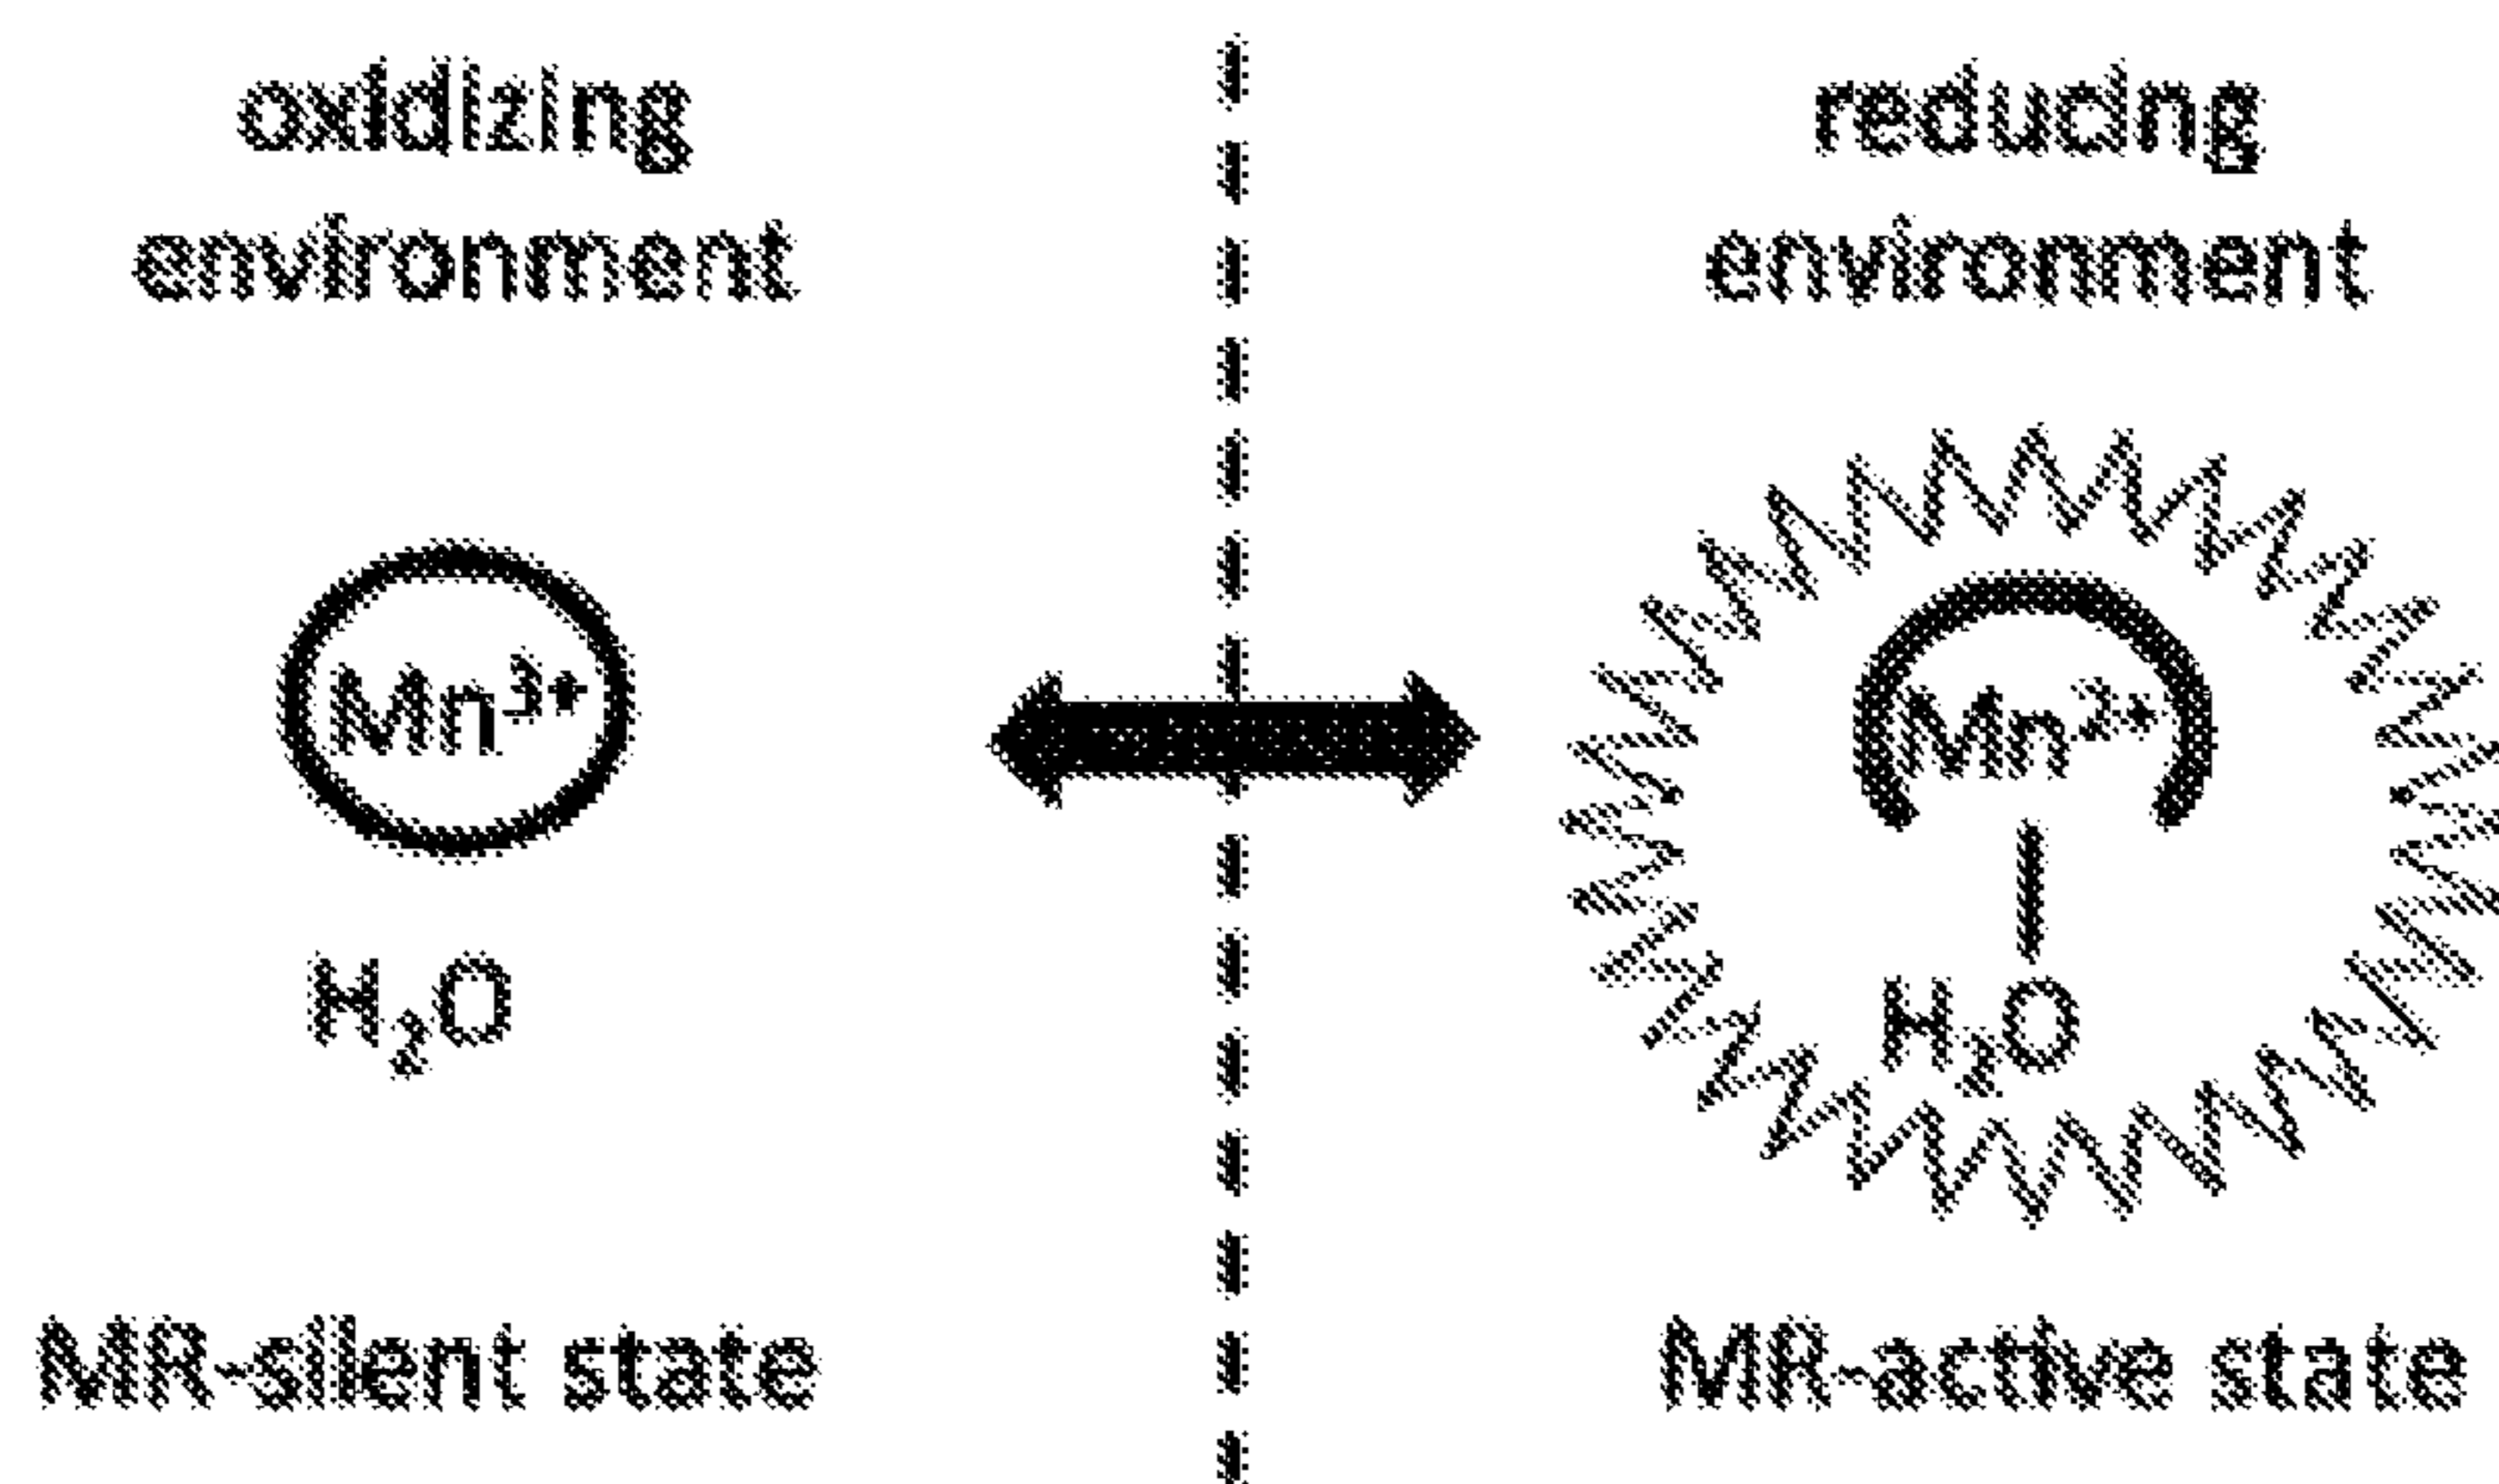 oxidizing
environment
Mn³⁺
H₂O
MR-silent state
reducing
environment
Mn²⁺
H₂O
MR-active state